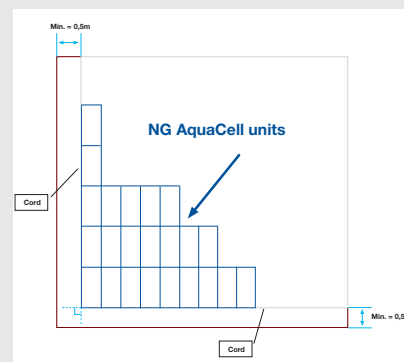 Min. = 0,5m
NG AquaCell units
Cord
Min. = 0,5
Cord